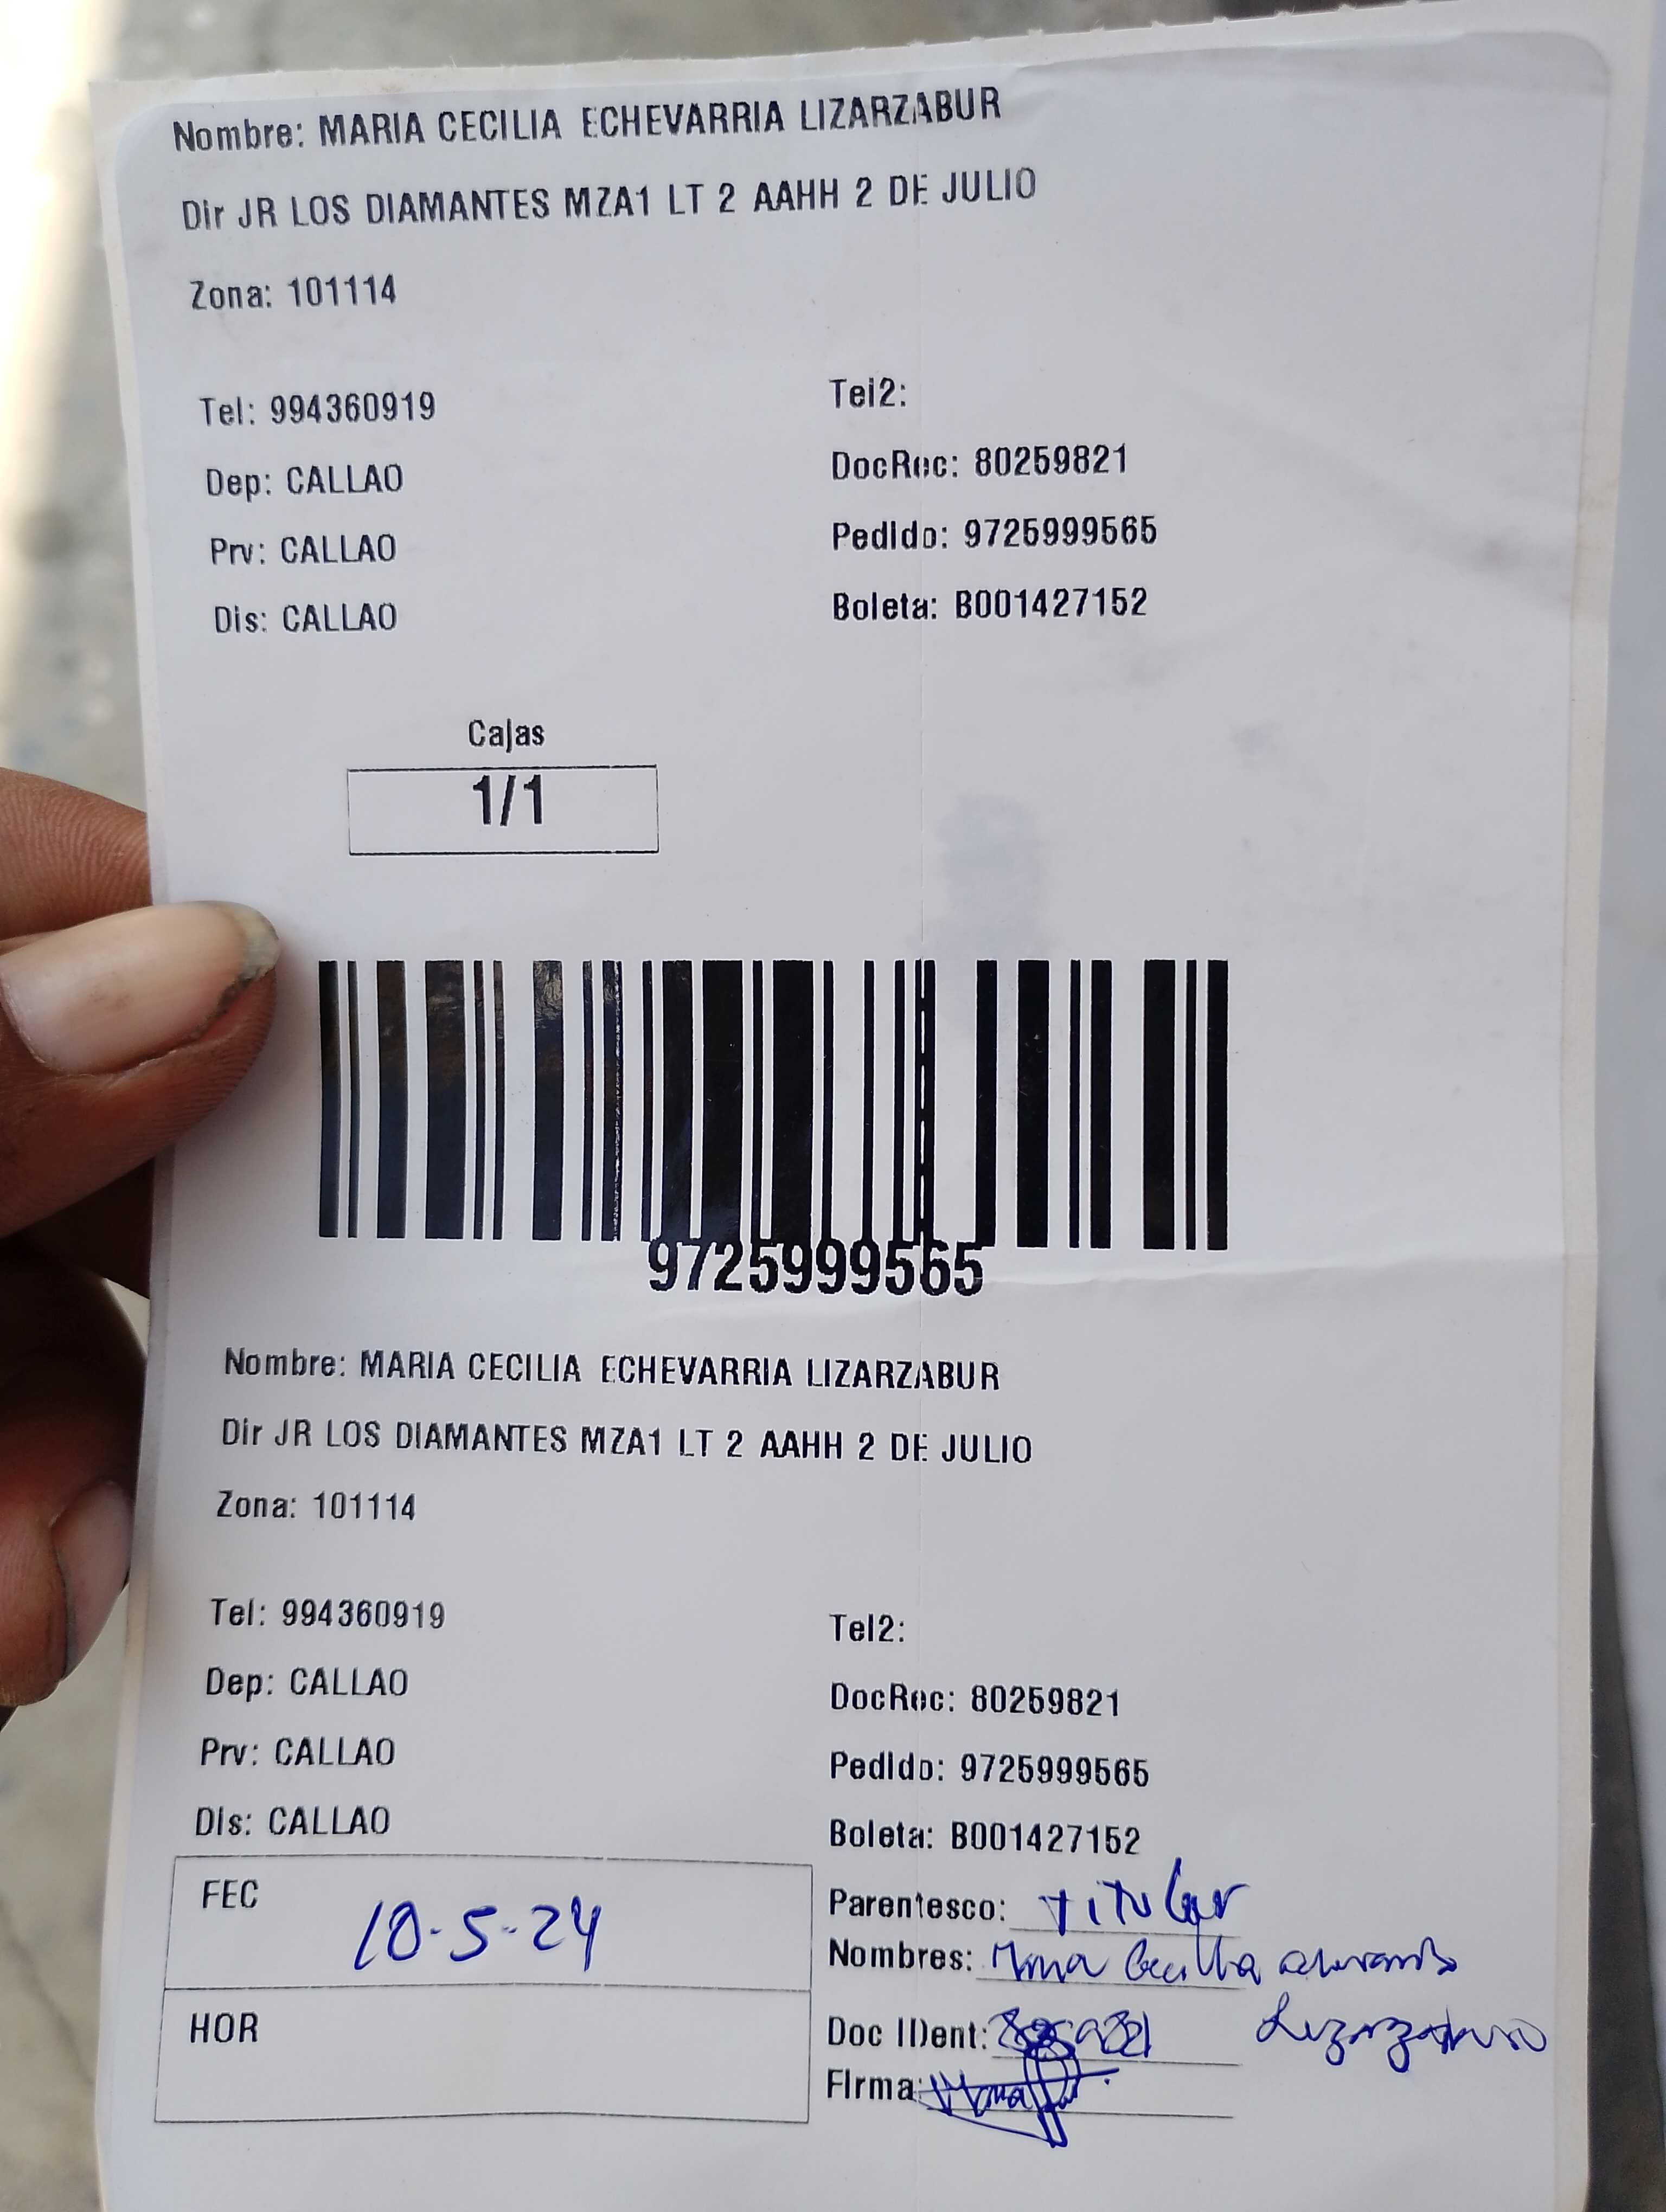 Nombre: MARIA CECILIA ECHEVARRIA LIZARZABUR
Dir JR LOS DIAMANTES MZA1 LT 2 AAHH 2 DE JULIO
Zona: 101114
Tel: 994360919 Tel2:
Dep: CALLAO DocRec: 80259821
Prv: CALLAO Pedido: 9725999565
Dis: CALLAO Boleta: B001427152
Cajas
1/1
9725999565
Nombre: MARIA CECILIA ECHEVARRIA LIZARZABUR
Dir JR LOS DIAMANTES MZA1 LT 2 AAHH 2 DE JULIO
Zona: 101114
Tel: 994360919 Tel2:
Dep: CALLAO DocRec: 80259821
Prv: CALLAO Pedido: 9725999565
Dis: CALLAO Boleta: B001427152
FEC 10-5-24 Parentesco: titular
Nombres:
HOR Doc IDent:
Firma: